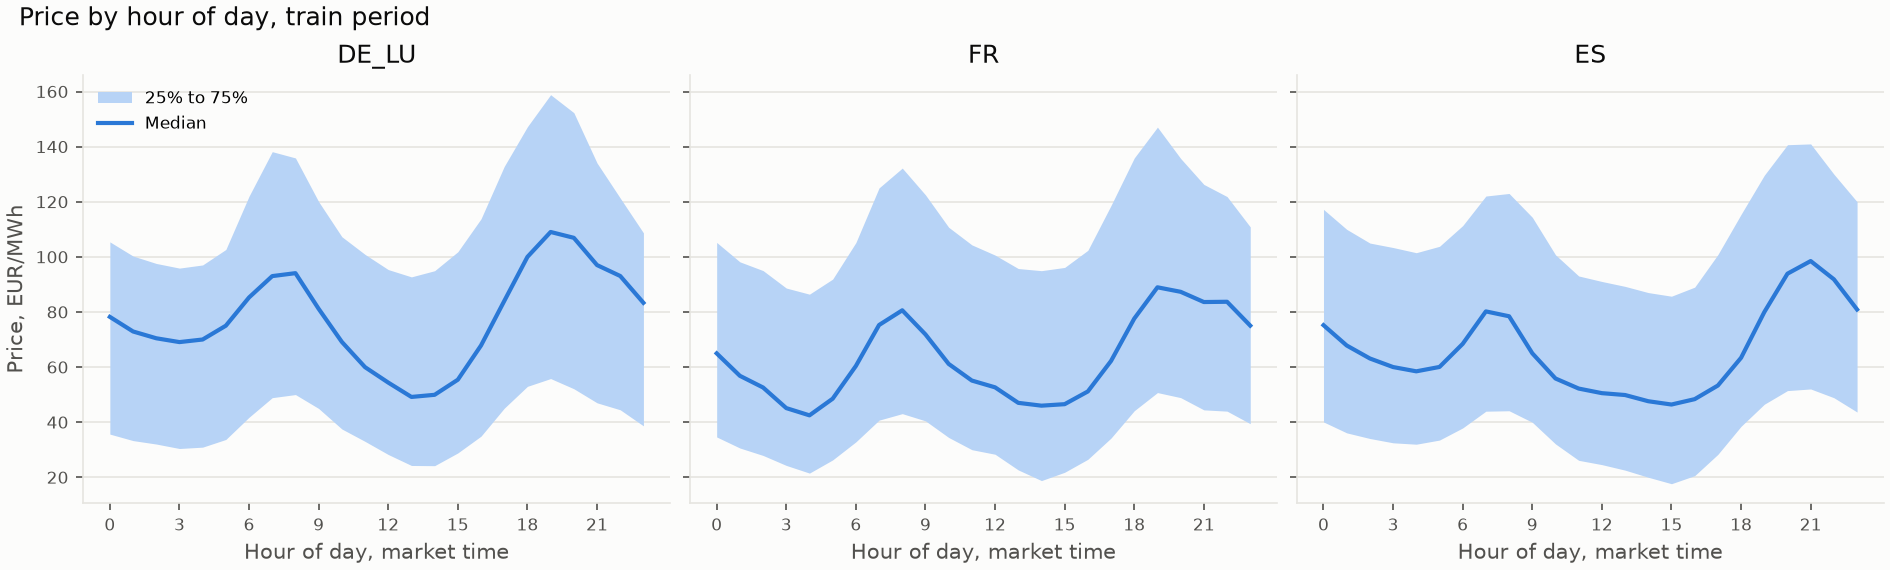 Price by hour of day, train period
DE_LU
FR
ES
25% to 75%
Median
Price, EUR/MWh
160
140
120
100
80
60
40
20
0 3 6 9 12 15 18 21
0 3 6 9 12 15 18 21
0 3 6 9 12 15 18 21
Hour of day, market time
Hour of day, market time
Hour of day, market time